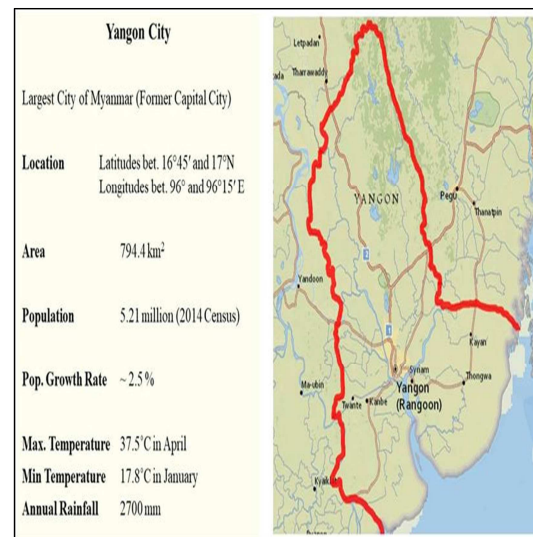 Yangon City
Largest City of Myanmar (Former Capital City)
Location Latitudes bet. 16°45′ and 17°N
Longitudes bet. 96° and 96°15′ E
Area 794.4 km²
Population 5.21 million (2014 Census)
Pop. Growth Rate ~ 2.5 %
Max. Temperature 37.5°C in April
Min Temperature 17.8°C in January
Annual Rainfall 2700 mm
Letpadan
Tharrawaddy
YANGON
Pegu
Thanatpin
Yandoon
Kayan
Syriam
Thongwa
Ma-ubin
Yangon
(Rangoon)
Twante
Kanbe